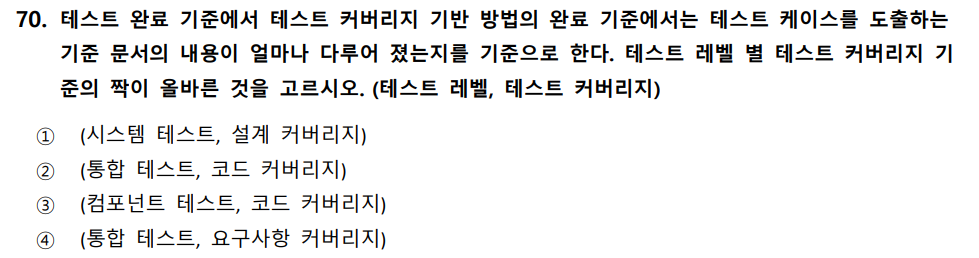 70. 테스트 완료 기준에서 테스트 커버리지 기반 방법의 완료 기준에서는 테스트 케이스를 도출하는
기준 문서의 내용이 얼마나 다루어 졌는지를 기준으로 한다. 테스트 레벨 별 테스트 커버리지 기
준의 짝이 올바른 것을 고르시오. (테스트 레벨, 테스트 커버리지)
① (시스템 테스트, 설계 커버리지)
② (통합 테스트, 코드 커버리지)
③ (컴포넌트 테스트, 코드 커버리지)
④ (통합 테스트, 요구사항 커버리지)